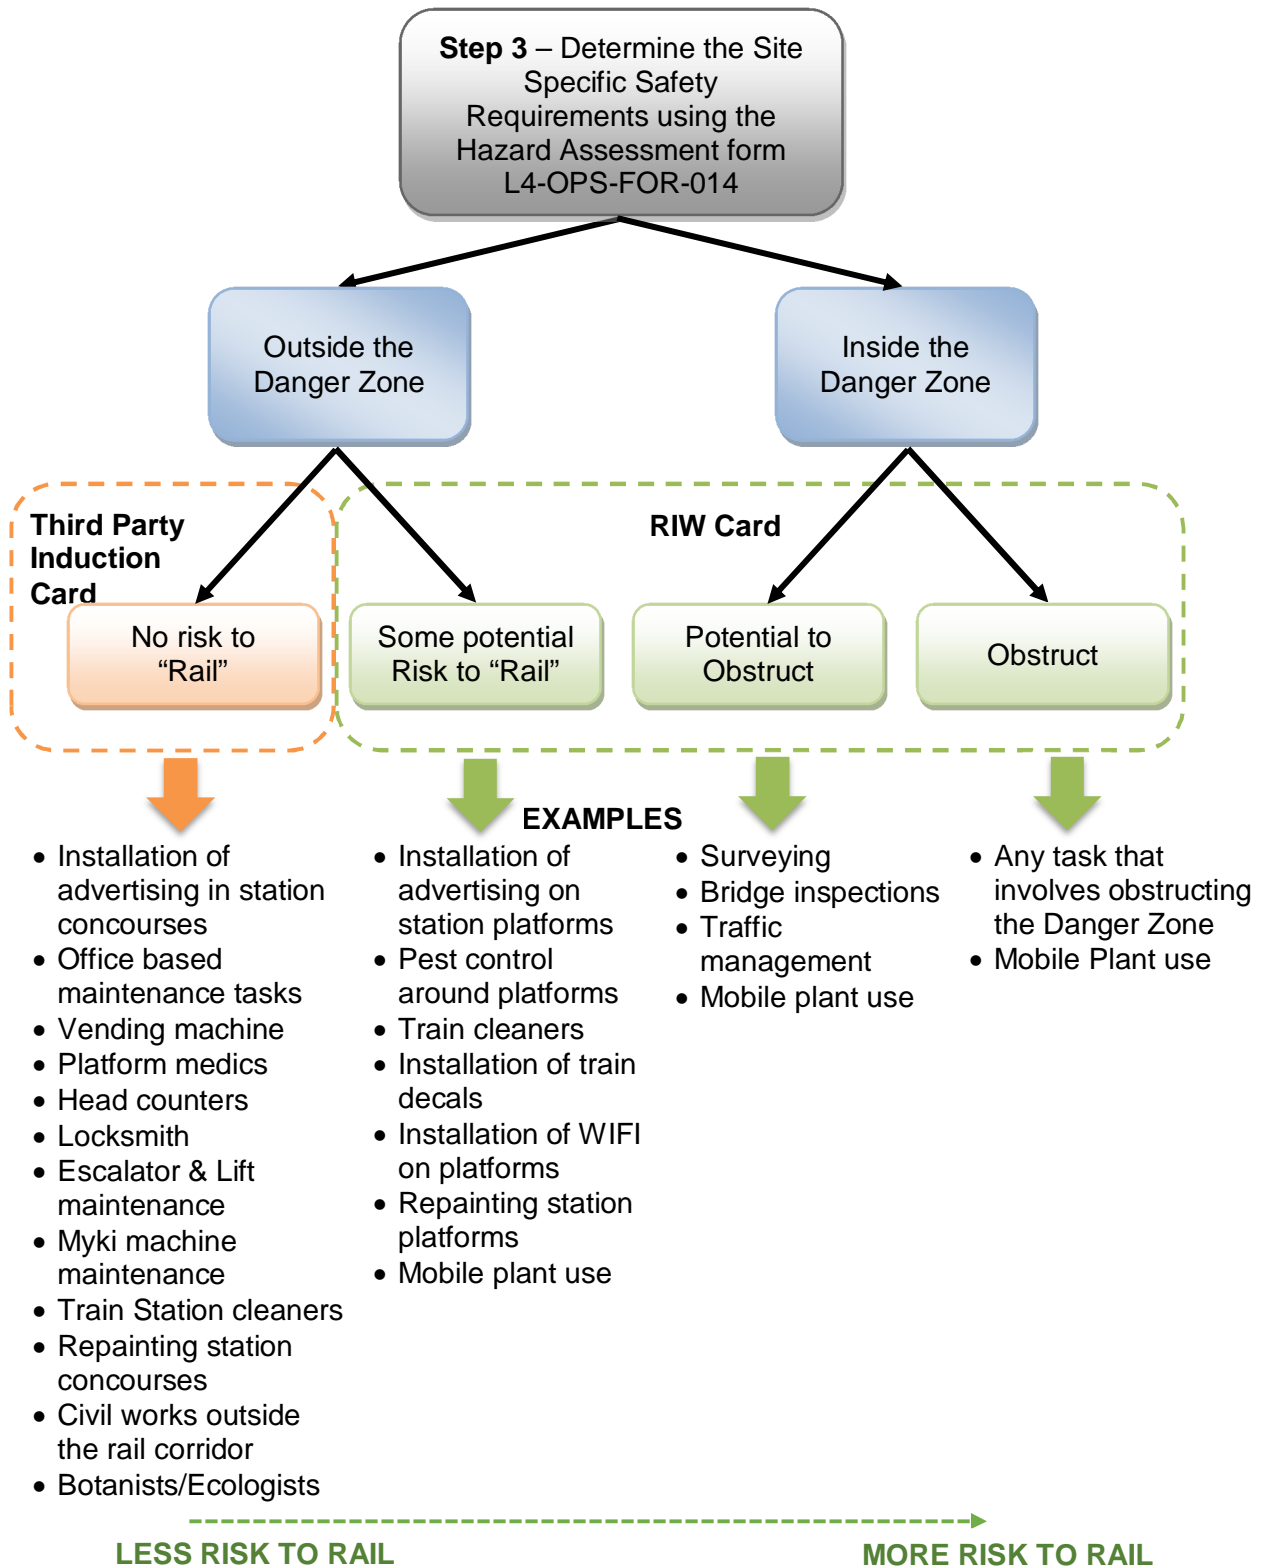 Step 3 – Determine the Site
Specific Safety
Requirements using the
Hazard Assessment form
L4-OPS-FOR-014
Outside the
Danger Zone
Inside the
Danger Zone
Third Party
Induction
Card
RIW Card
No risk to
“Rail”
Some potential
Risk to “Rail”
Potential to
Obstruct
Obstruct
EXAMPLES
• Installation of
advertising in station
concourses
• Office based
maintenance tasks
• Vending machine
• Platform medics
• Head counters
• Locksmith
• Escalator & Lift
maintenance
• Myki machine
maintenance
• Train Station cleaners
• Repainting station
concourses
• Civil works outside
the rail corridor
• Botanists/Ecologists
• Installation of
advertising on
station platforms
• Pest control
around platforms
• Train cleaners
• Installation of train
decals
• Installation of WIFI
on platforms
• Repainting station
platforms
• Mobile plant use
• Surveying
• Bridge inspections
• Traffic
management
• Mobile plant use
• Any task that
involves obstructing
the Danger Zone
• Mobile Plant use
LESS RISK TO RAIL
MORE RISK TO RAIL